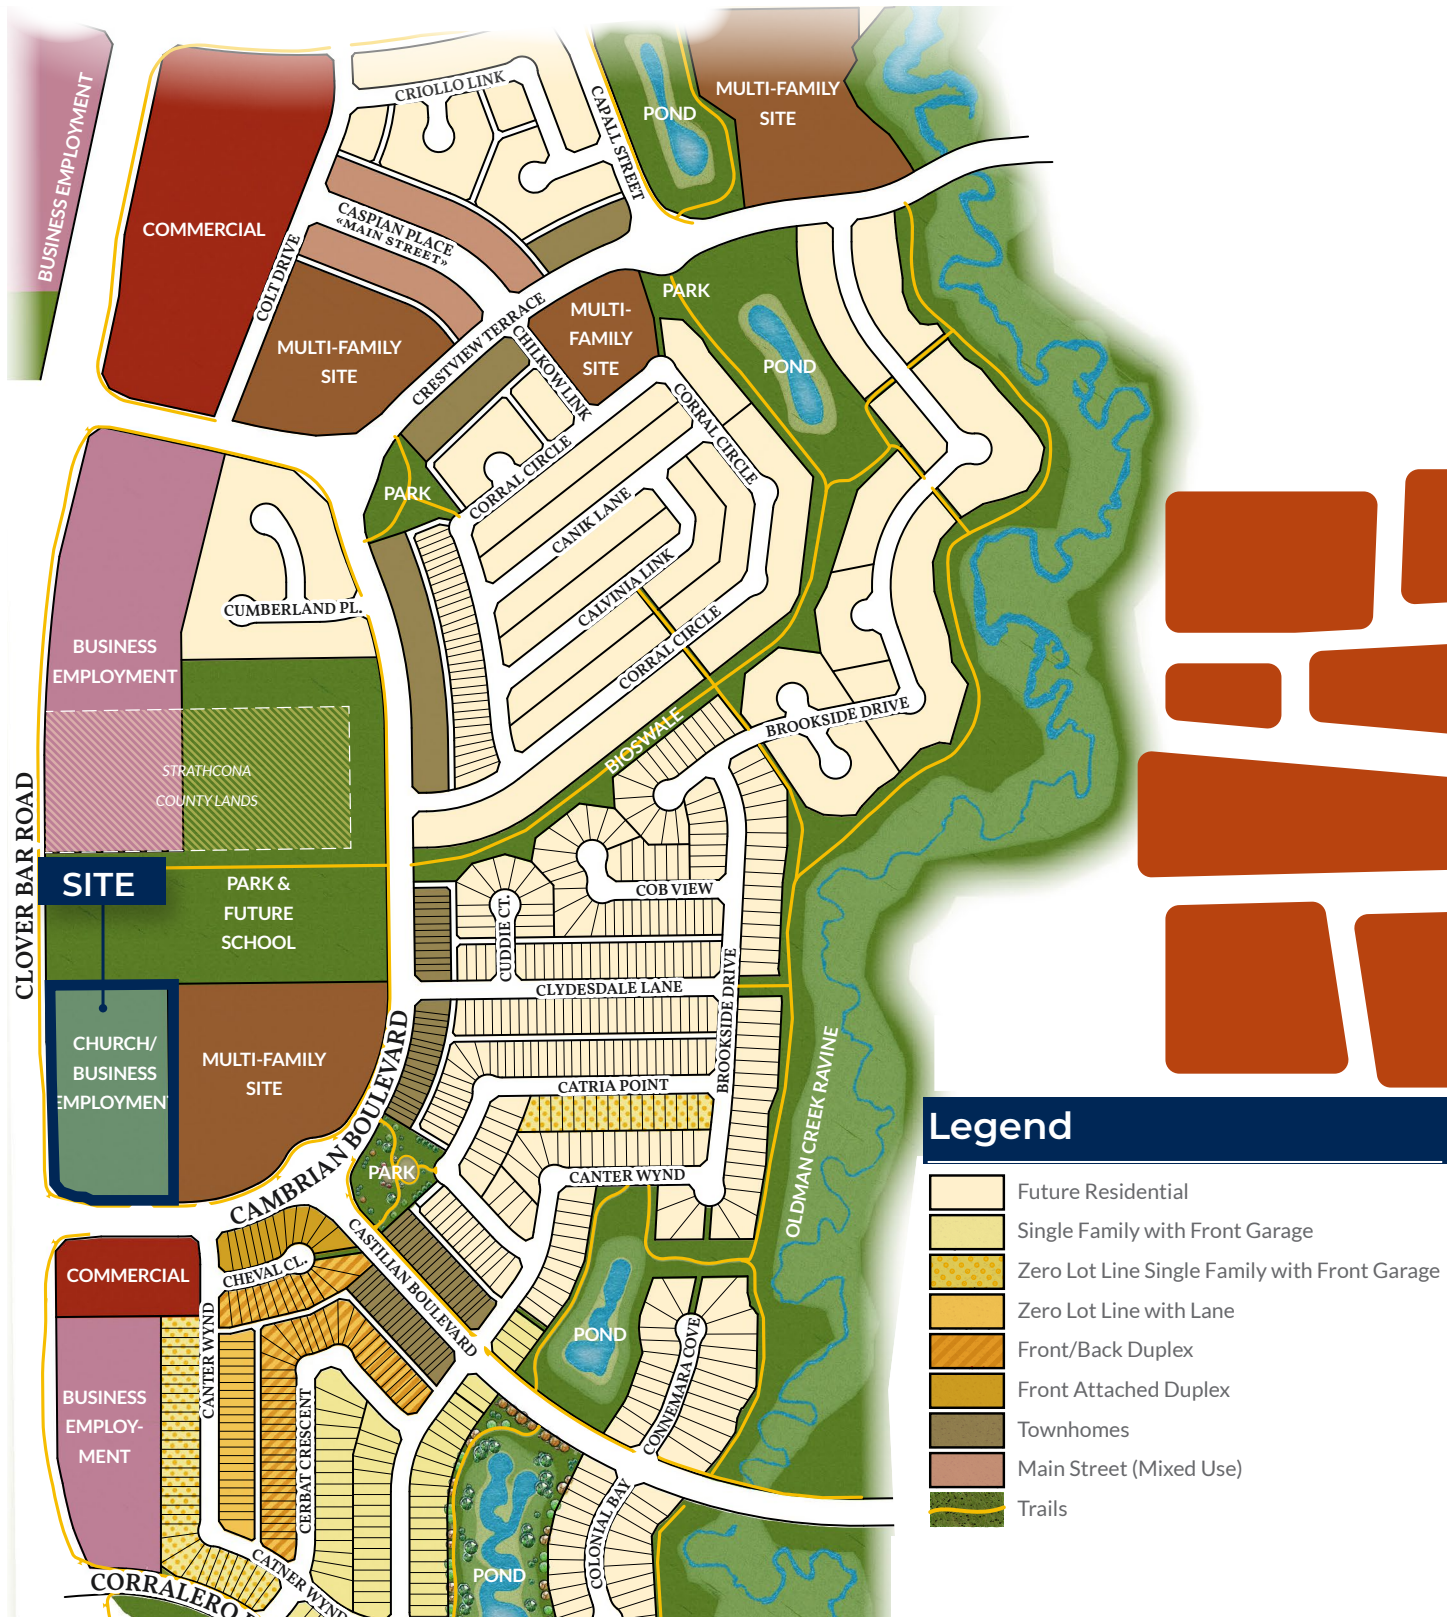 CRIOLLO LINK
CAPALL STREET
POND
MULTI-FAMILY
SITE
BUSINESS EMPLOYMENT
COMMERCIAL
COLT DRIVE
CASPIAN PLACE
«MAIN STREET»
MULTI-FAMILY
SITE
CRESTVIEW TERRACE
CHILKOW LINK
MULTI-
FAMILY
SITE
PARK
POND
CORRAL CIRCLE
CORRAL CIRCLE
PARK
CANIK LANE
CALVINIA LINK
CORRAL CIRCLE
CUMBERLAND PL.
BUSINESS
EMPLOYMENT
STRATHCONA
COUNTY LANDS
BIOSWALE
BROOKSIDE DRIVE
CLOVER BAR ROAD
SITE
PARK &
FUTURE
SCHOOL
COB VIEW
CUDDIE CT.
CLYDESDALE LANE
BROOKSIDE DRIVE
CHURCH/
BUSINESS
EMPLOYMEN
MULTI-FAMILY
SITE
CAMBRIAN BOULEVARD
CATRIA POINT
PARK
CANTER WYND
OLDMAN CREEK RAVINE
CASTILIAN BOULEVARD
CHEVAL CL.
COMMERCIAL
CANTER WYND
CERBAT CRESCENT
BUSINESS
EMPLOY-
MENT
POND
CONNEMARA COVE
COLONIAL BAY
POND
CATNER WYND
CORRALERO
Legend
Future Residential
Single Family with Front Garage
Zero Lot Line Single Family with Front Garage
Zero Lot Line with Lane
Front/Back Duplex
Front Attached Duplex
Townhomes
Main Street (Mixed Use)
Trails